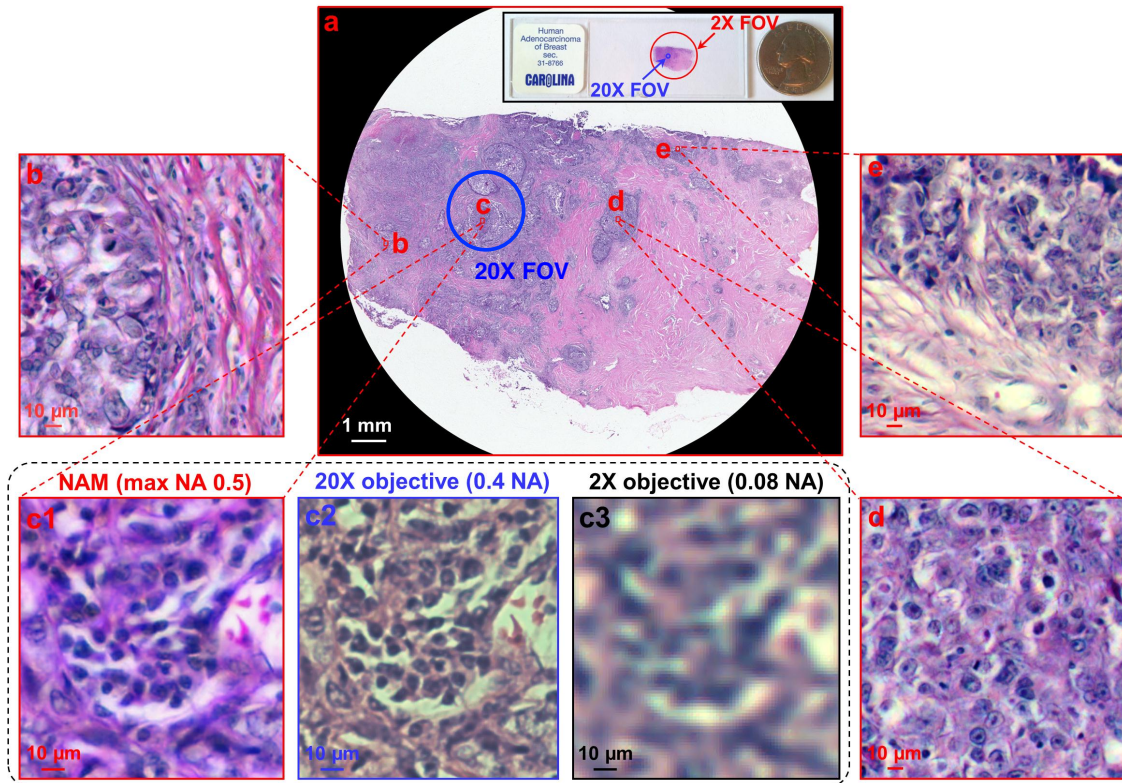 a
2X FOV
Human
Adenocarcinoma
of Breast
sec.
31-8766
CAROLINA
20X FOV
b
e
e
c
d
b
20X FOV
10 µm
1 mm
10 µm
NAM (max NA 0.5)
20X objective (0.4 NA)
2X objective (0.08 NA)
c1
c2
c3
d
10 µm
10 µm
10 µm
10 µm